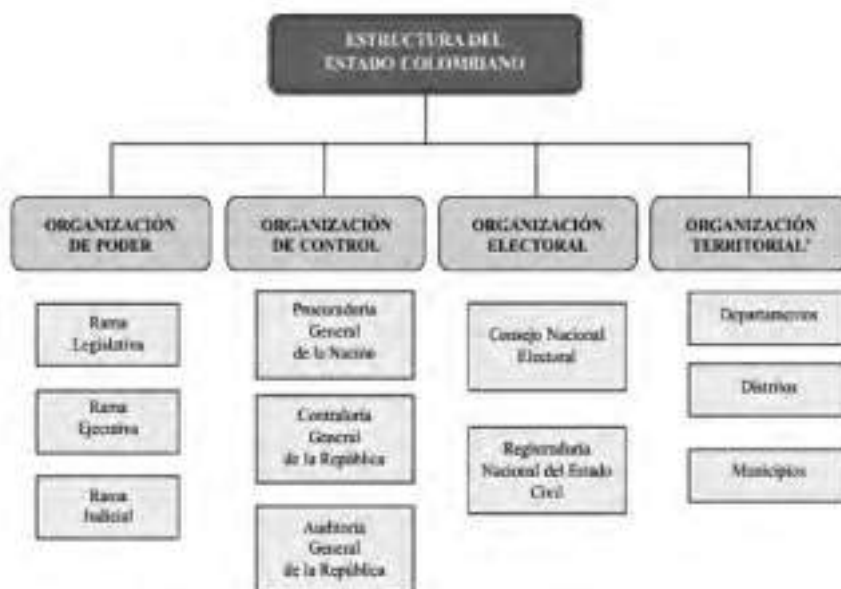 ESTRUCTURA DEL
ESTADO COLOMBIANO
ORGANIZACIÓN
DE PODER
Rama
Legislativa
Rama
Ejecutiva
Rama
Judicial
ORGANIZACIÓN
DE CONTROL
Procuraduría
General
de la Nación
Contraloría
General
de la República
Auditoría
General
de la República
ORGANIZACIÓN
ELECTORAL
Consejo Nacional
Electoral
Registraduría
Nacional del Estado
Civil
ORGANIZACIÓN
TERRITORIAL*
Departamentos
Distritos
Municipios